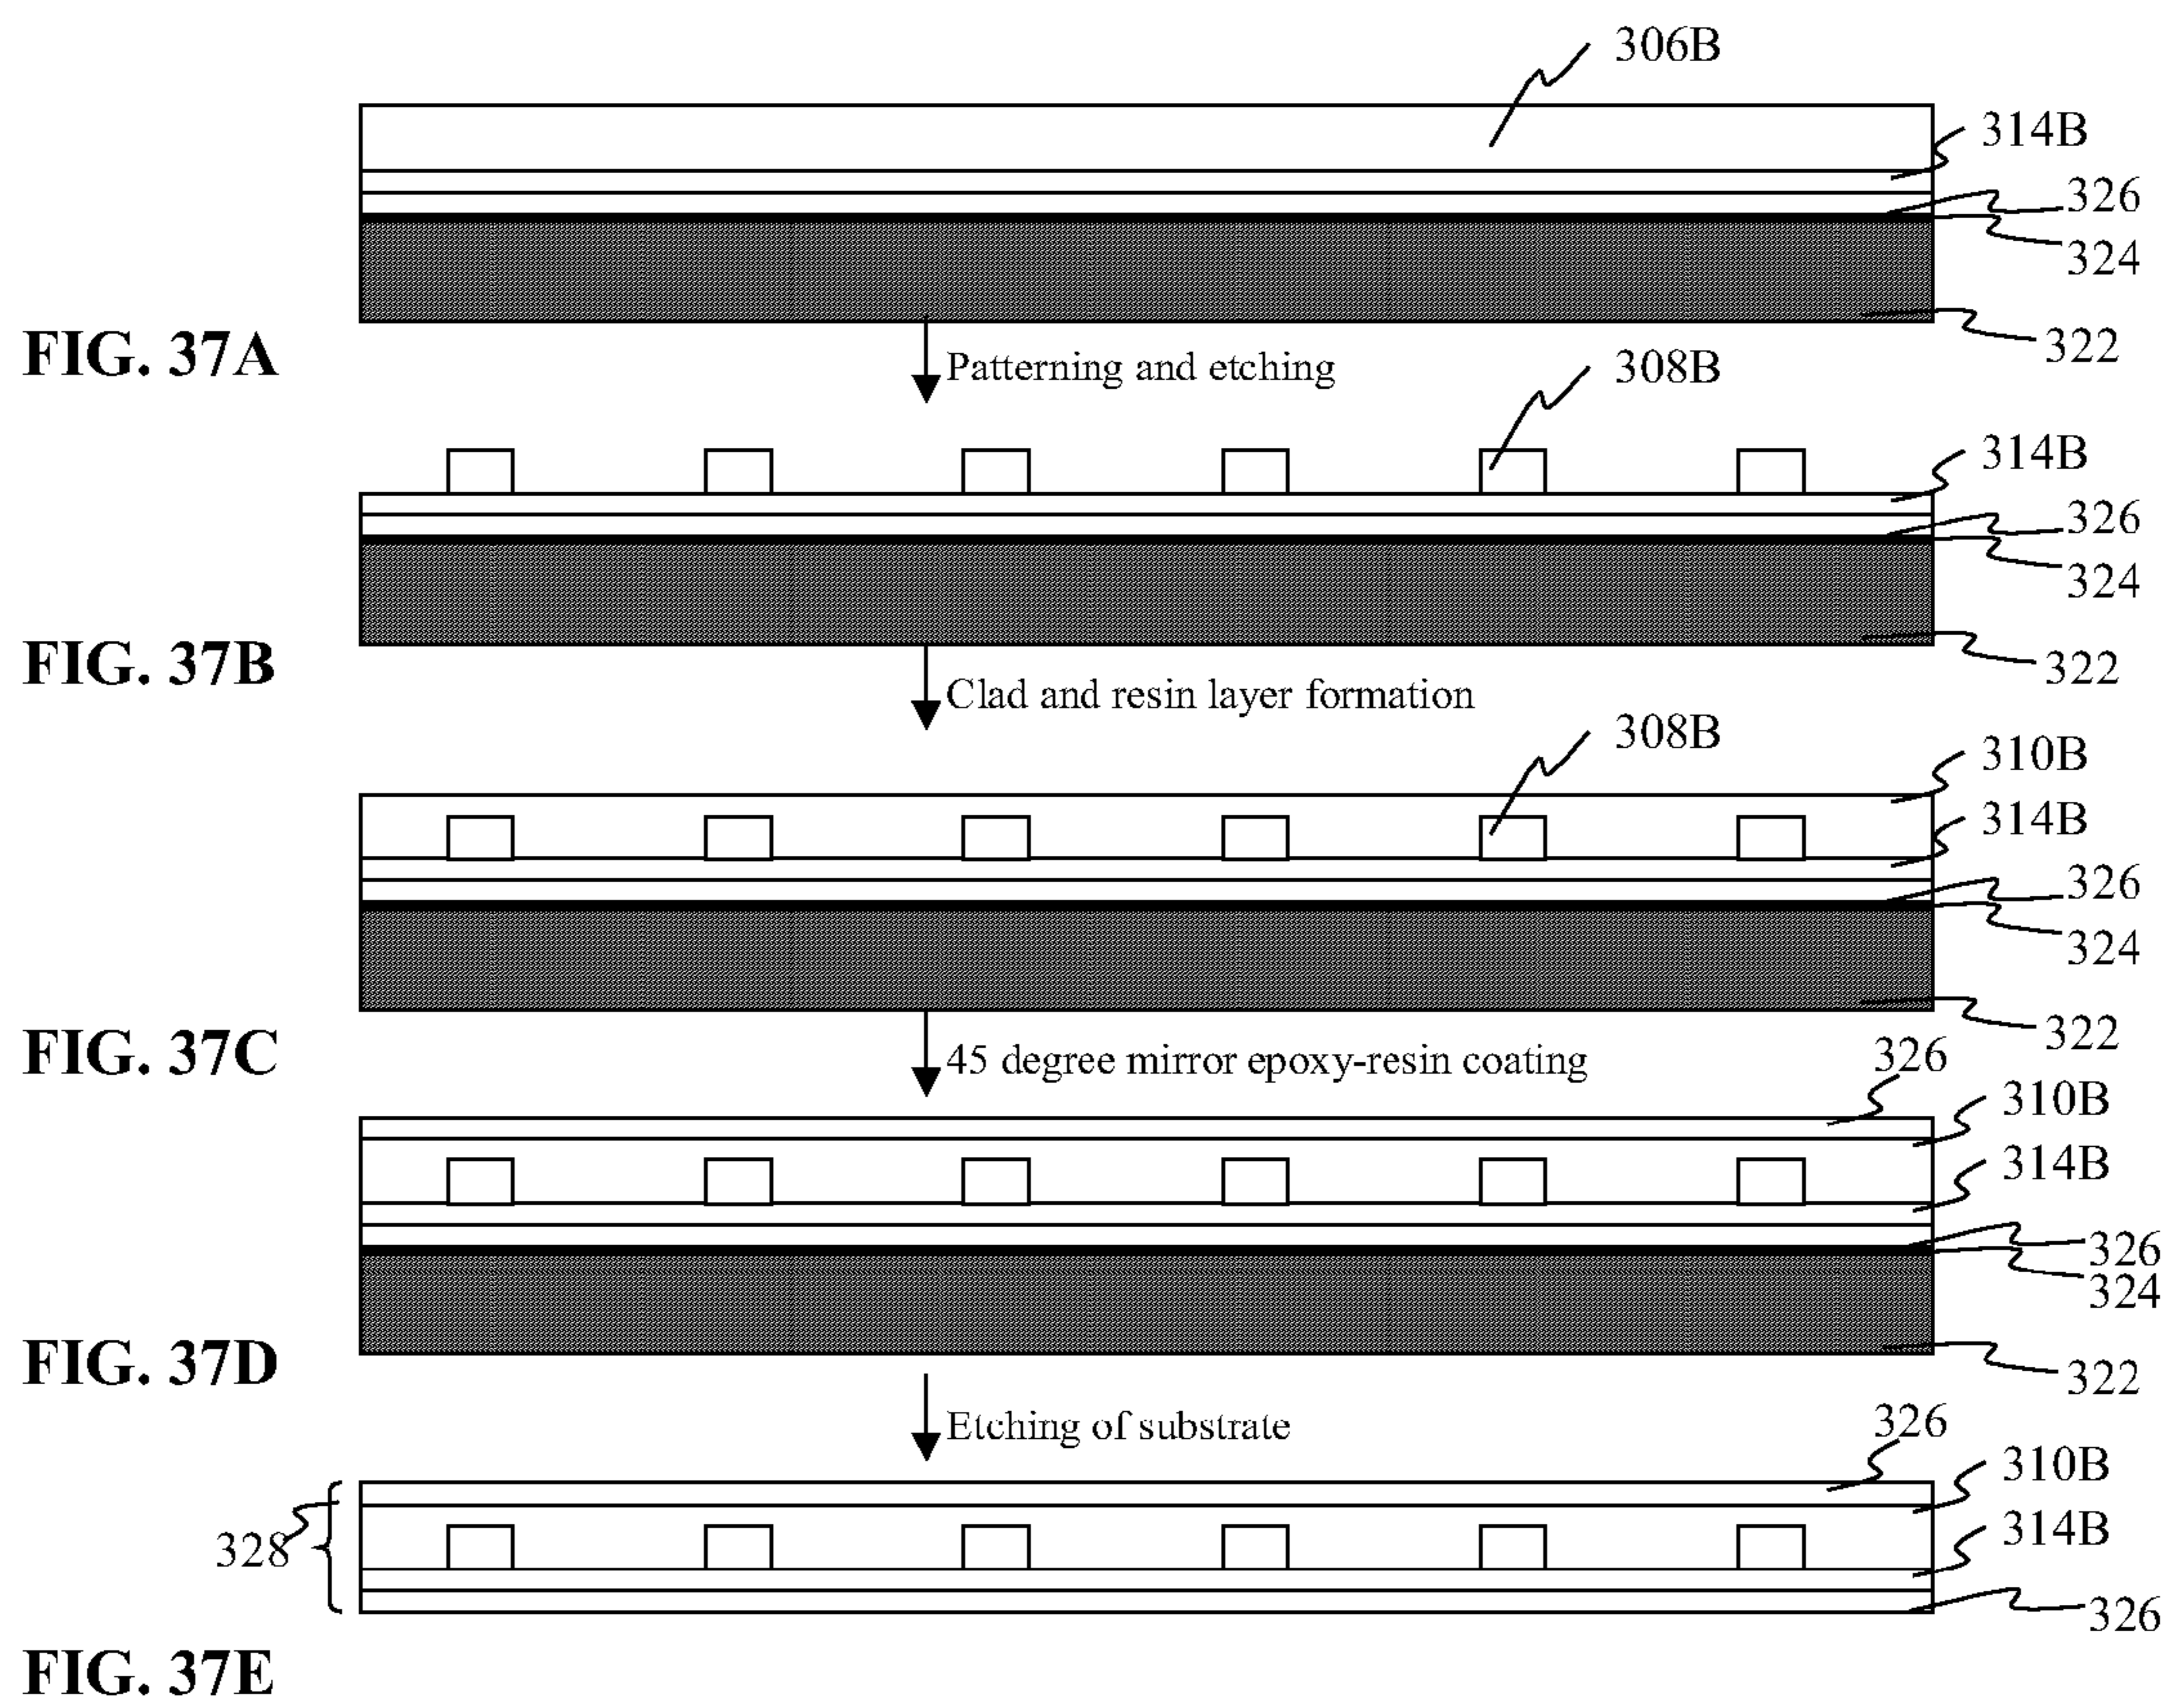 306B
314B
326
324
322
FIG. 37A
Patterning and etching
308B
314B
326
324
322
FIG. 37B
Clad and resin layer formation
308B
310B
314B
326
324
322
FIG. 37C
45 degree mirror epoxy-resin coating
326
310B
314B
326
324
322
FIG. 37D
Etching of substrate
326
310B
314B
328
326
FIG. 37E